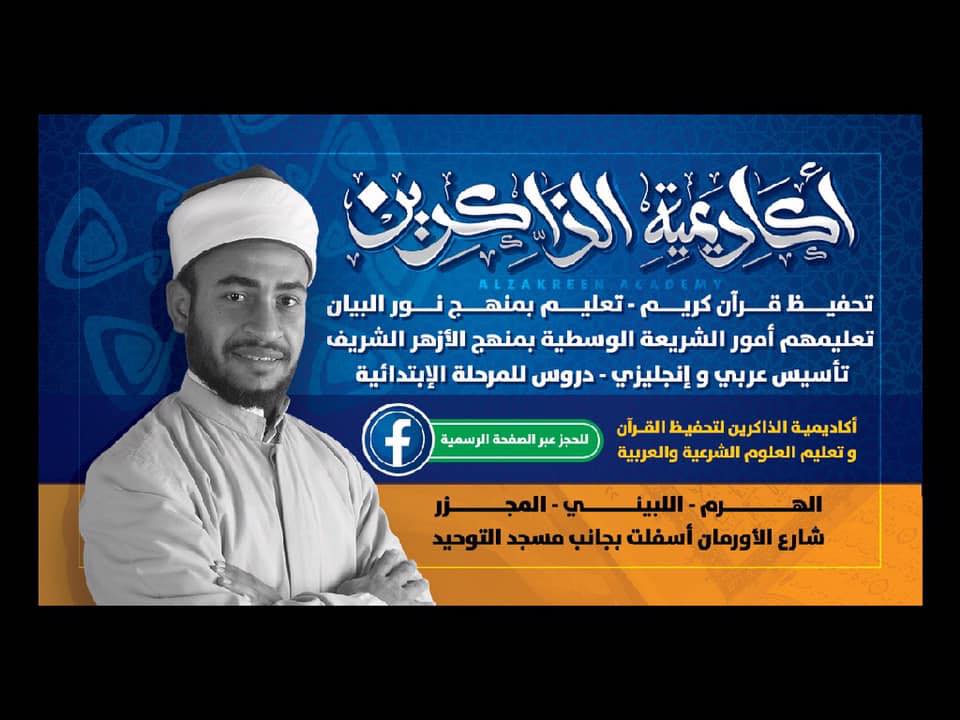 أكاديمية الذاكرين
ALZAKREEN ACADEMY
تحفيظ قرآن كريم - تعليم بمنهج نور البيان
تعليمهم أمور الشريعة الوسطية بمنهج الأزهر الشريف
تأسيس عربي و إنجليزي - دروس للمرحلة الإبتدائية
أكاديمية الذاكرين لتحفيظ القرآن
و تعليم العلوم الشرعية والعربية
للحجز عبر الصفحة الرسمية
الهرم - اللبيني - المجزر
شارع الأورمان أسفلت بجانب مسجد التوحيد